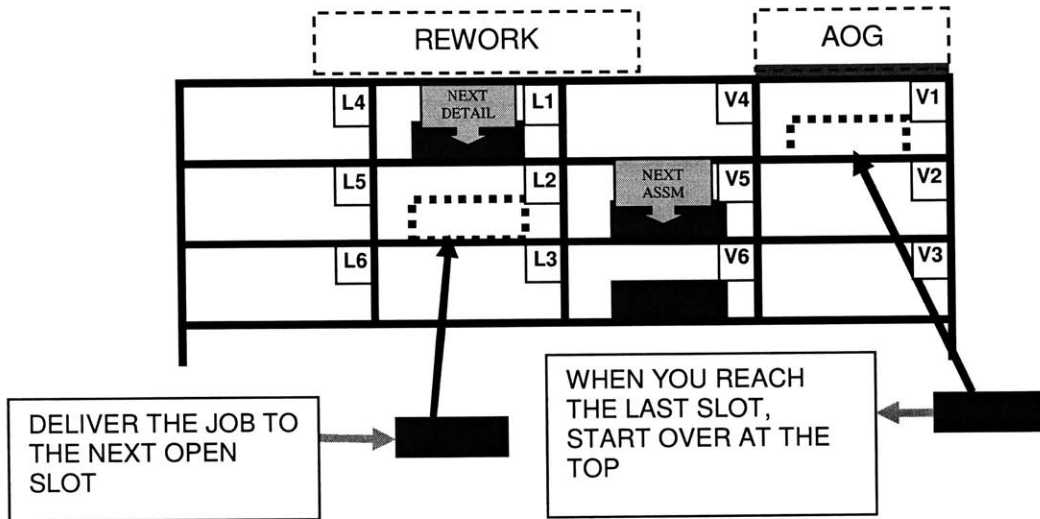 REWORK
AOG
L4
NEXT
DETAIL
L1
V4
V1
L5
L2
NEXT
ASSM
V5
V2
L6
L3
V6
V3
DELIVER THE JOB TO
THE NEXT OPEN
SLOT
WHEN YOU REACH
THE LAST SLOT,
START OVER AT THE
TOP